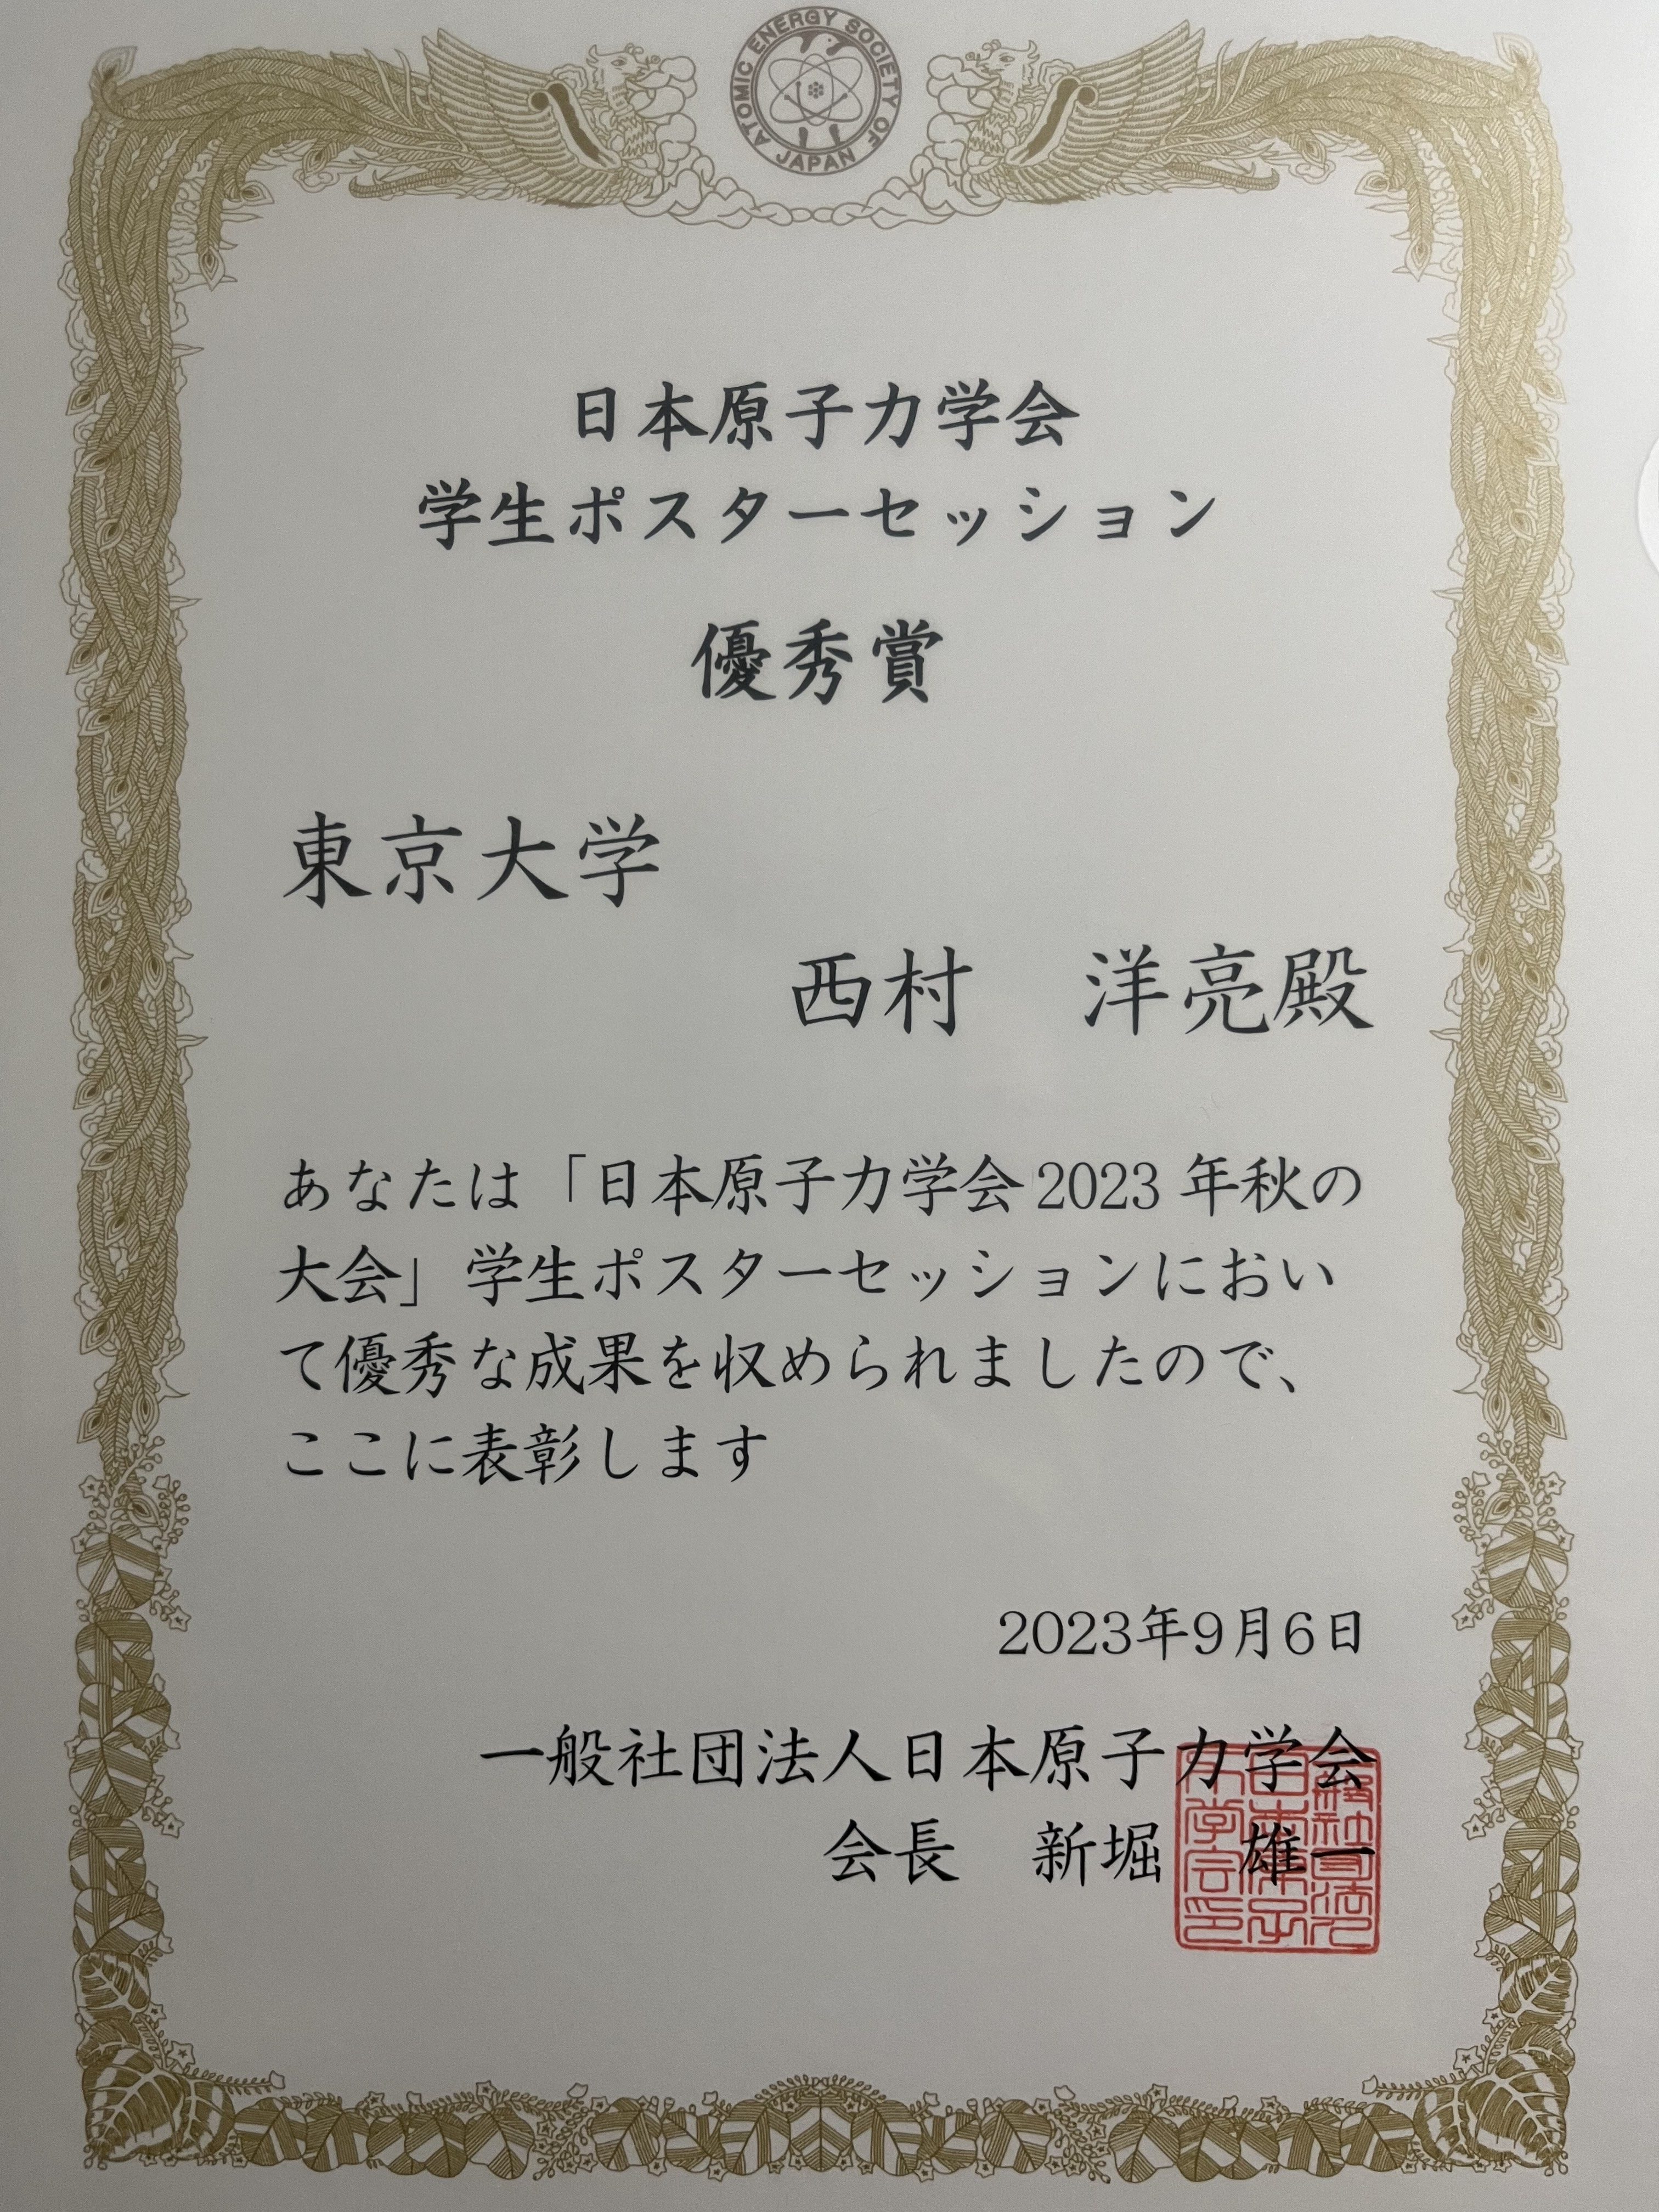 ATOMIC ENERGY SOCIETY OF JAPAN
日本原子力学会
学生ポスターセッション
優秀賞
東京大学
西村　洋亮殿
あなたは「日本原子力学会2023年秋の
大会」学生ポスターセッションにおい
て優秀な成果を収められましたので、
ここに表彰します
2023年9月6日
一般社団法人日本原子力学会
会長　新堀　雄一